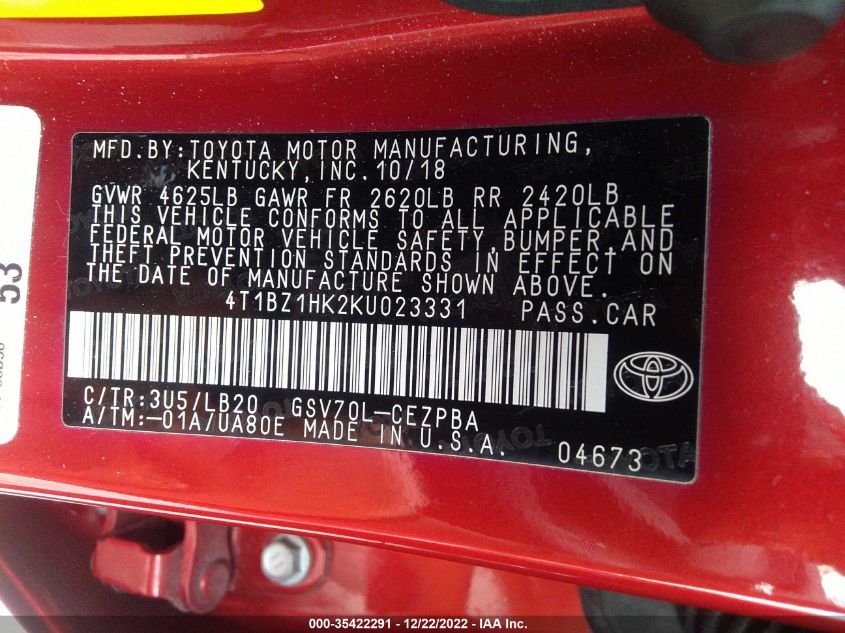 MFD.BY:TOYOTA MOTOR MANUFACTURING,
KENTUCKY,INC.10/18
GVWR 4625LB GAWR FR 2620LB RR 2420LB
THIS VEHICLE CONFORMS TO ALL APPLICABLE
FEDERAL MOTOR VEHICLE SAFETY,BUMPER,AND
THEFT PREVENTION STANDARDS IN EFFECT ON
THE DATE OF MANUFACTURE SHOWN ABOVE.
4T1BZ1HK2KU023331 PASS.CAR
C/TR:3U5/LB20 GSV70L-CEZPBA
A/TM:-01A/UA80E MADE IN U.S.A. 04673
53
000-35422291 - 12/22/2022 - IAA Inc.